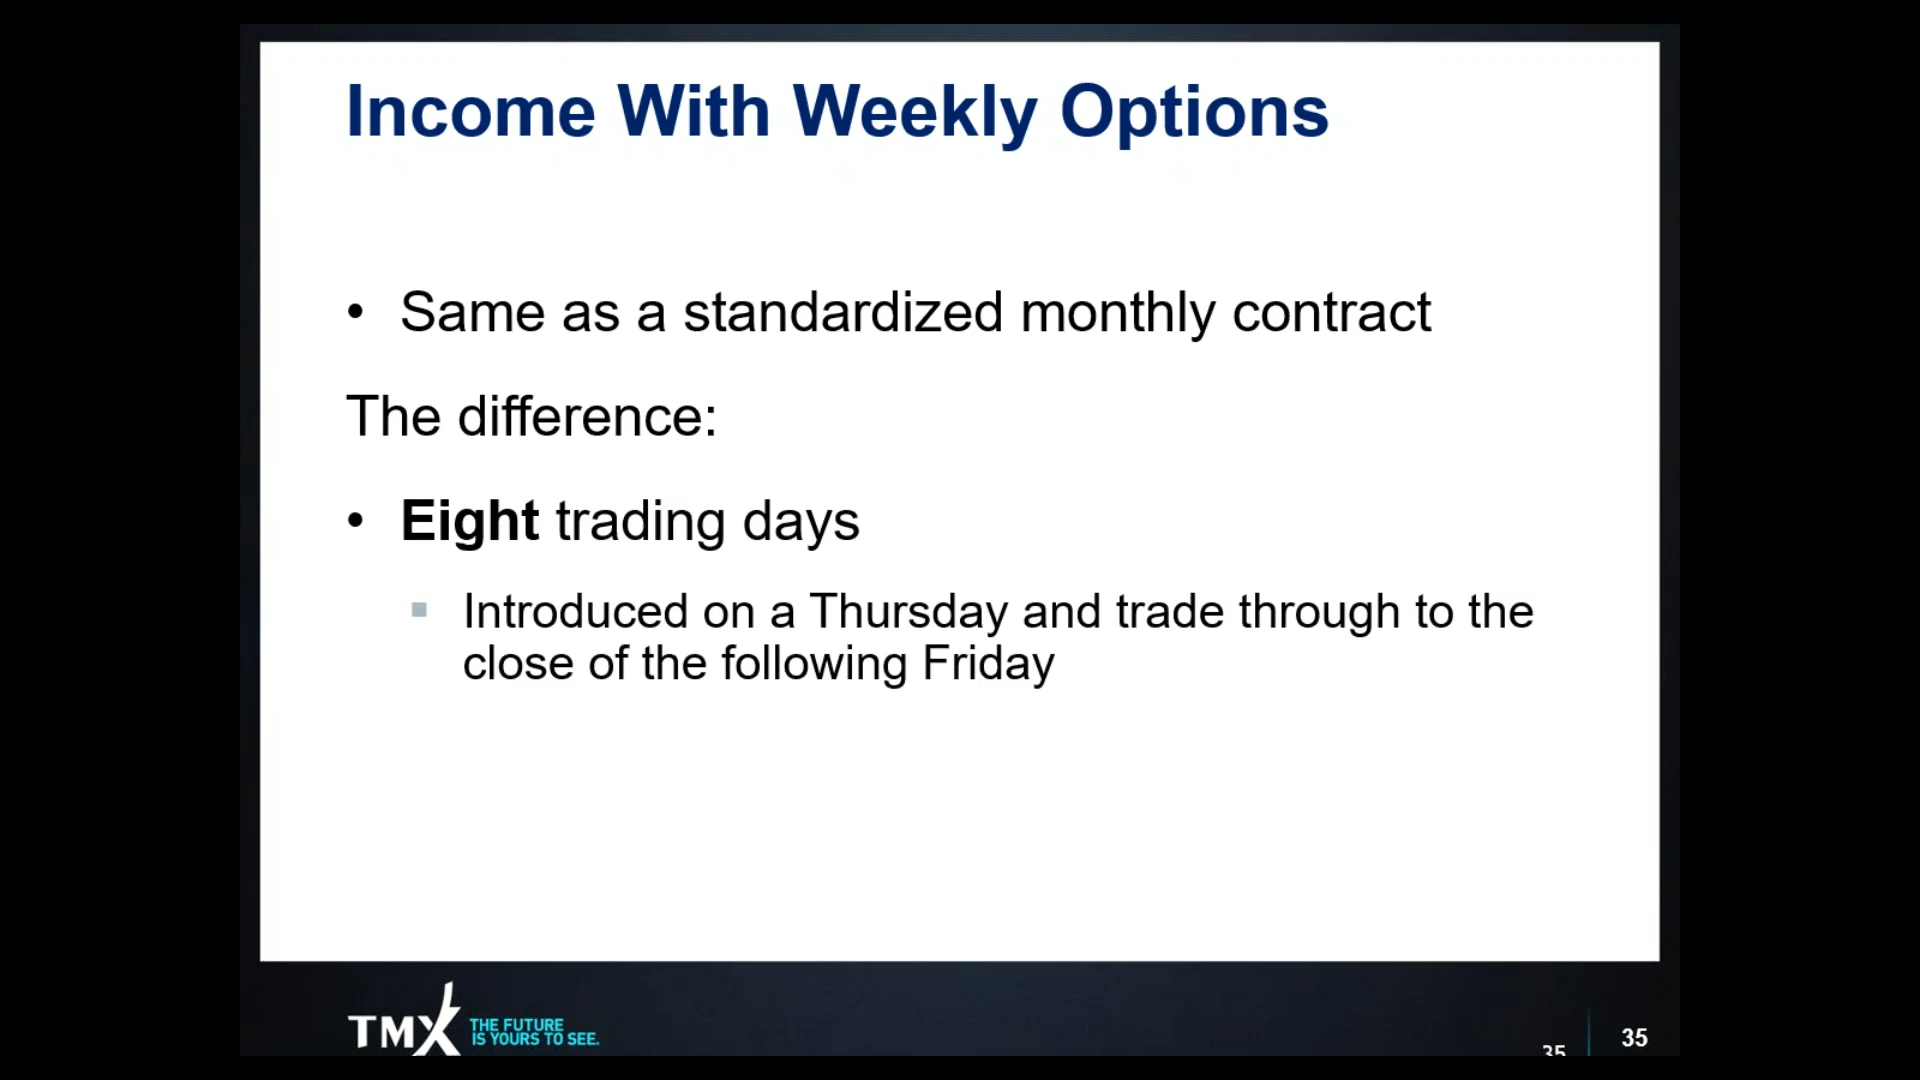 Income With Weekly Options
• Same as a standardized monthly contract
The difference:
• Eight trading days
▪ Introduced on a Thursday and trade through to the
close of the following Friday
TMX THE FUTURE
IS YOURS TO SEE.
35
35